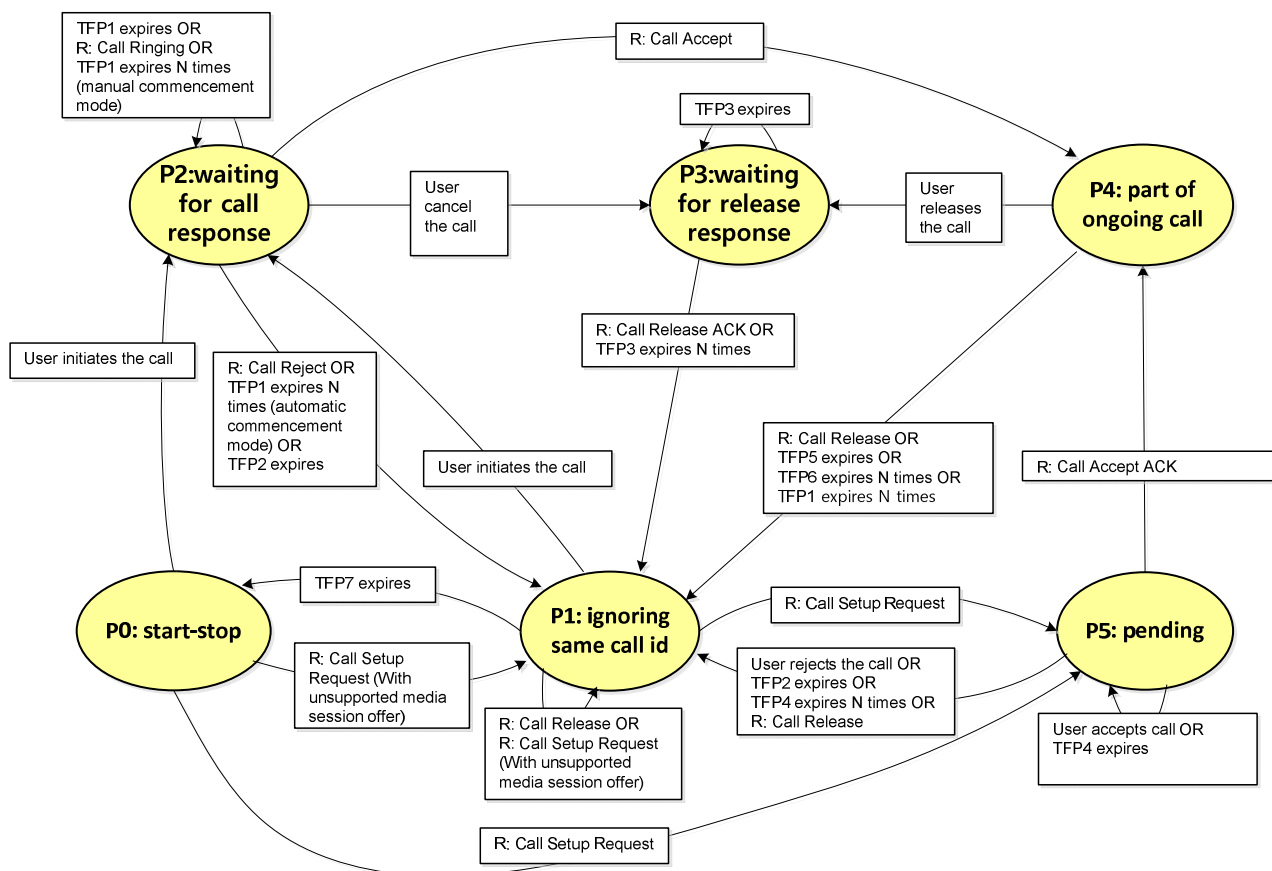 TFP1 expires OR
R: Call Ringing OR
TFP1 expires N times
(manual commencement
mode)
R: Call Accept
TFP3 expires
P2:waiting
for call
response
User
cancel
the call
P3:waiting
for release
response
User
releases
the call
P4: part of
ongoing call
User initiates the call
R: Call Reject OR
TFP1 expires N
times (automatic
commencement
mode) OR
TFP2 expires
R: Call Release ACK OR
TFP3 expires N times
User initiates the call
R: Call Release OR
TFP5 expires OR
TFP6 expires N times OR
TFP1 expires N times
R: Call Accept ACK
P0: start-stop
TFP7 expires
R: Call Setup
Request (With
unsupported media
session offer)
P1: ignoring
same call id
R: Call Setup Request
P5: pending
User rejects the call OR
TFP2 expires OR
TFP4 expires N times OR
R: Call Release
R: Call Release OR
R: Call Setup Request
(With unsupported
media session offer)
User accepts call OR
TFP4 expires
R: Call Setup Request